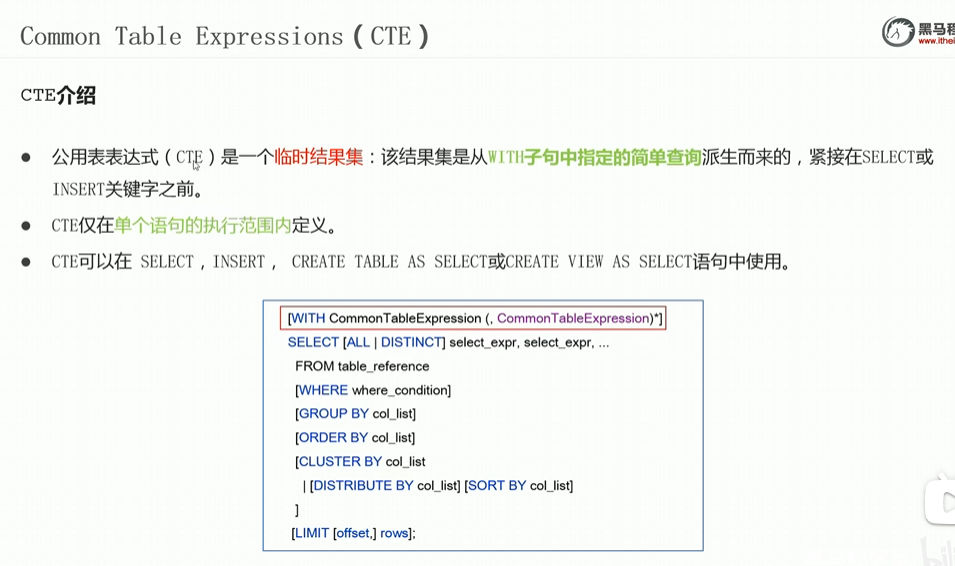 Common Table Expressions（CTE）
黑马程
www.ithei
CTE介绍
● 公用表表达式（CTE）是一个临时结果集：该结果集是从WITH子句中指定的简单查询派生而来的，紧接在SELECT或
INSERT关键字之前。
● CTE仅在单个语句的执行范围内定义。
● CTE可以在 SELECT，INSERT， CREATE TABLE AS SELECT或CREATE VIEW AS SELECT语句中使用。
[WITH CommonTableExpression (, CommonTableExpression)*]
SELECT [ALL | DISTINCT] select_expr, select_expr, ...
FROM table_reference
[WHERE where_condition]
[GROUP BY col_list]
[ORDER BY col_list]
[CLUSTER BY col_list
| [DISTRIBUTE BY col_list] [SORT BY col_list]
]
[LIMIT [offset,] rows];